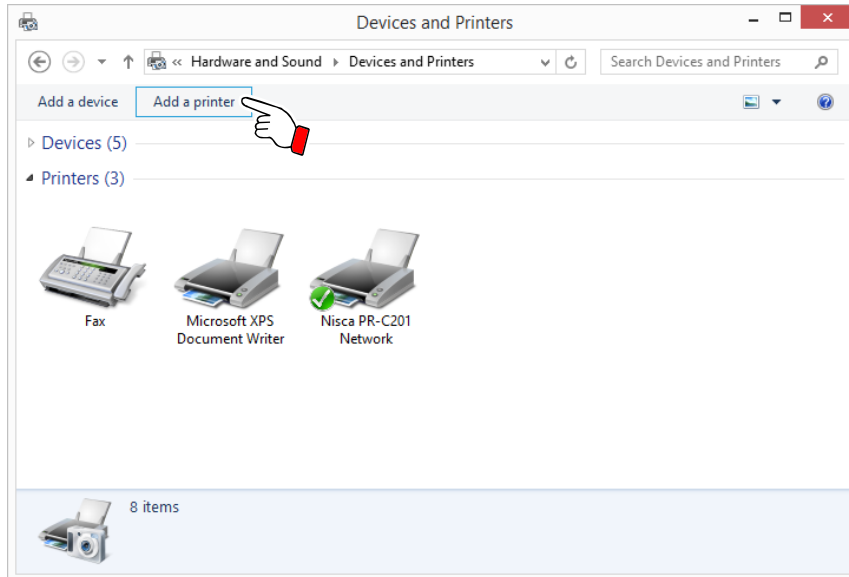 Devices and Printers
« Hardware and Sound Devices and Printers Search Devices and Printers
Add a device Add a printer
Devices (5)
Printers (3)
Fax
Microsoft XPS
Document Writer
Nisca PR-C201
Network
8 items